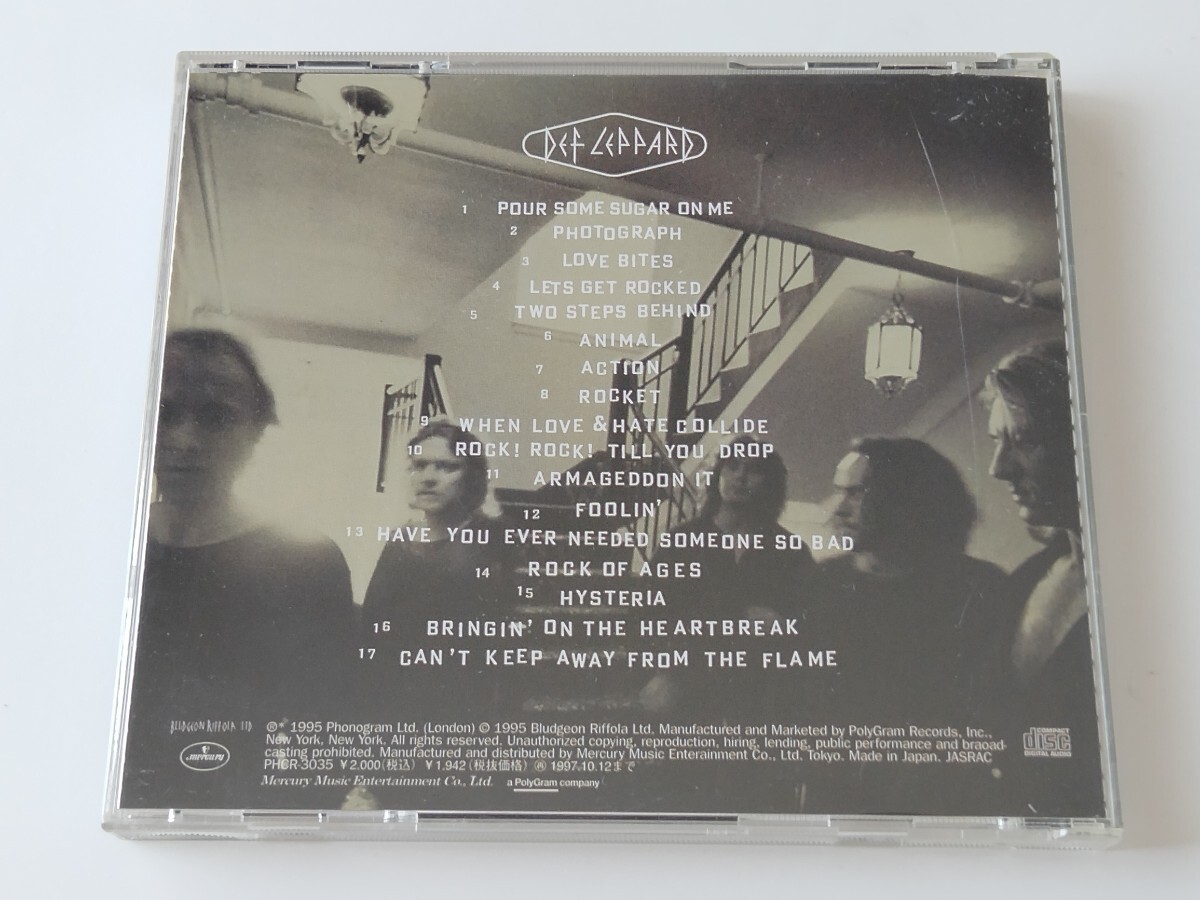 DEF LEPPARD
1 POUR SOME SUGAR ON ME
2 PHOTOGRAPH
3 LOVE BITES
4 LETS GET ROCKED
5 TWO STEPS BEHIND
6 ANIMAL
7 ACTION
8 ROCKET
9 WHEN LOVE & HATE COLLIDE
10 ROCK! ROCK! TILL YOU DROP
11 ARMAGEDDON IT
12 FOOLIN'
13 HAVE YOU EVER NEEDED SOMEONE SO BAD
14 ROCK OF AGES
15 HYSTERIA
16 BRINGIN' ON THE HEARTBREAK
17 CAN'T KEEP AWAY FROM THE FLAME
BLUDGEON RIFFOLA LTD
mercury
℗* 1995 Phonogram Ltd. (London) © 1995 Bludgeon Riffola Ltd. Manufactured and Marketed by PolyGram Records, Inc.,
New York, New York. All rights reserved. Unauthorized copying, reproduction, hiring, lending, public performance and braoad-
casting prohibited. Manufactured and distributed by Mercury Music Enterainment Co., Ltd. Tokyo. Made in Japan. JASRAC
PHCR-3035 ￥2,000(税込) ￥1,942(税抜価格) 再 1997.10.12まで
Mercury Music Entertainment Co., Ltd. a PolyGram company
COMPACT
disc
DIGITAL AUDIO